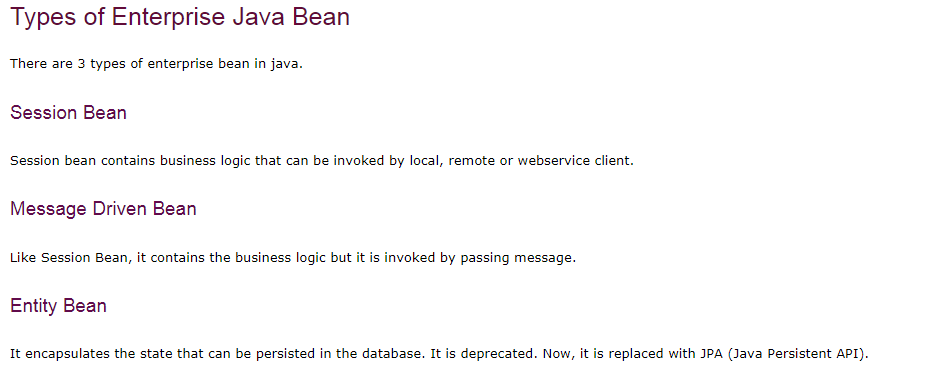 Types of Enterprise Java Bean
There are 3 types of enterprise bean in java.
Session Bean
Session bean contains business logic that can be invoked by local, remote or webservice client.
Message Driven Bean
Like Session Bean, it contains the business logic but it is invoked by passing message.
Entity Bean
It encapsulates the state that can be persisted in the database. It is deprecated. Now, it is replaced with JPA (Java Persistent API).